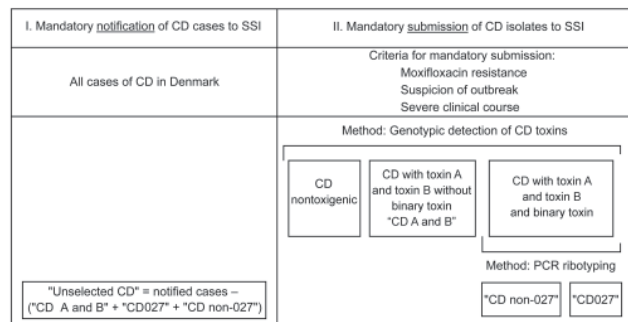 I. Mandatory notification of CD cases to SSI
II. Mandatory submission of CD isolates to SSI
All cases of CD in Denmark
Criteria for mandatory submission:
Moxifloxacin resistance
Suspicion of outbreak
Severe clinical course
Method: Genotypic detection of CD toxins
CD
nontoxigenic
CD with toxin A
and toxin B without
binary toxin
"CD A and B"
CD with toxin A
and toxin B
and binary toxin
Method: PCR ribotyping
"CD non-027"
"CD027"
"Unselected CD" = notified cases –
("CD A and B" + "CD027" + "CD non-027")